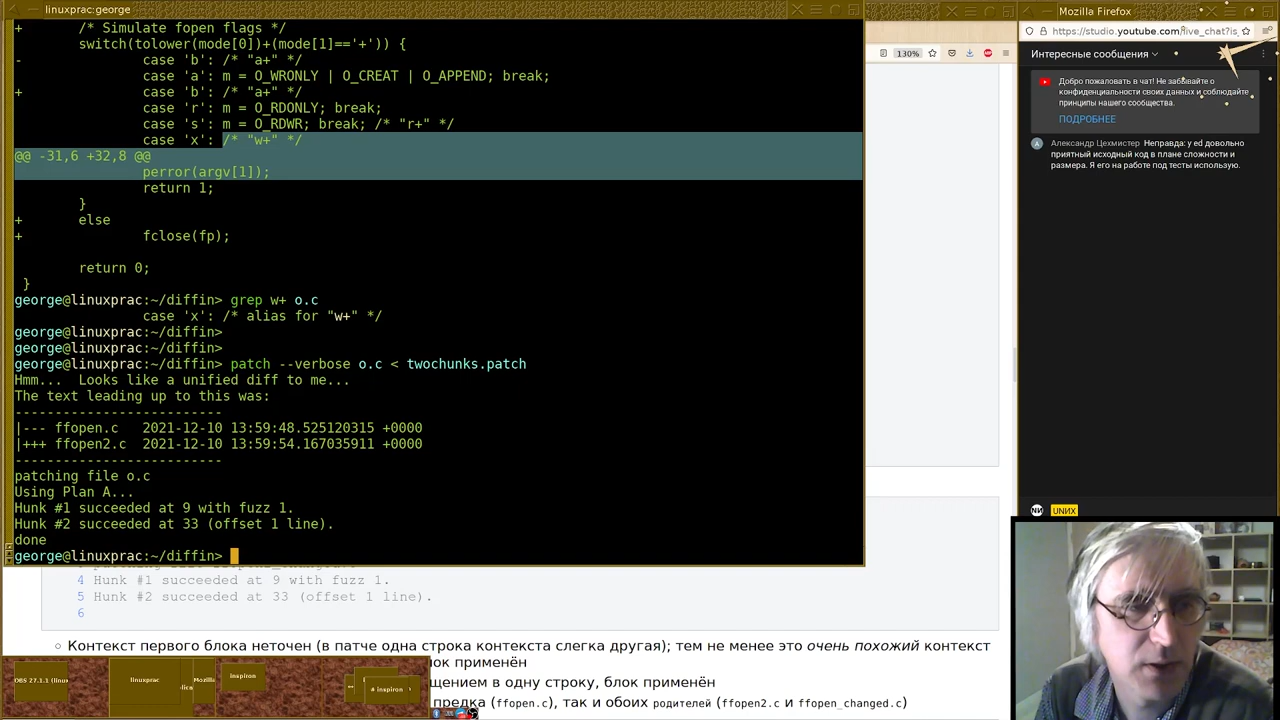 linuxprac:george
+ /* Simulate fopen flags */
switch(tolower(mode[0])+(mode[1]=='+')) {
- case 'b': /* "a+" */
case 'a': m = O_WRONLY | O_CREAT | O_APPEND; break;
+ case 'b': /* "a+" */
case 'r': m = O_RDONLY; break;
case 's': m = O_RDWR; break; /* "r+" */
case 'x': /* "w+" */
@@ -31,6 +32,8 @@
perror(argv[1]);
return 1;
}
+ else
+ fclose(fp);
return 0;
}
george@linuxprac:~/diffin> grep w+ o.c
case 'x': /* alias for "w+" */
george@linuxprac:~/diffin>
george@linuxprac:~/diffin>
george@linuxprac:~/diffin> patch --verbose o.c < twochunks.patch
Hmm... Looks like a unified diff to me...
The text leading up to this was:
--------------------------
|--- ffopen.c 2021-12-10 13:59:48.525120315 +0000
|+++ ffopen2.c 2021-12-10 13:59:54.167035911 +0000
--------------------------
patching file o.c
Using Plan A...
Hunk #1 succeeded at 9 with fuzz 1.
Hunk #2 succeeded at 33 (offset 1 line).
done
george@linuxprac:~/diffin>
4 Hunk #1 succeeded at 9 with fuzz 1.
5 Hunk #2 succeeded at 33 (offset 1 line).
6
Контекст первого блока неточен (в патче одна строка контекста слегка другая); тем не менее это очень похожий контекст
лок применён
щением в одну строку, блок применён
предка (ffopen.c), так и обоих родителей (ffopen2.c и ffopen_changed.c)
130%
Mozilla Firefox
https://studio.youtube.com/live_chat?is_
Интересные сообщения
Добро пожаловать в чат! Не забывайте о
конфиденциальности своих данных и соблюдайте
принципы нашего сообщества.
ПОДРОБНЕЕ
А Александр Цехмистер Неправда: у ed довольно
приятный исходный код в плане сложности и
размера. Я его на работе под тесты использую.
UNИX
OBS 27.1.1 (linux
linuxprac
Mozilla
inspiron
# inspiron